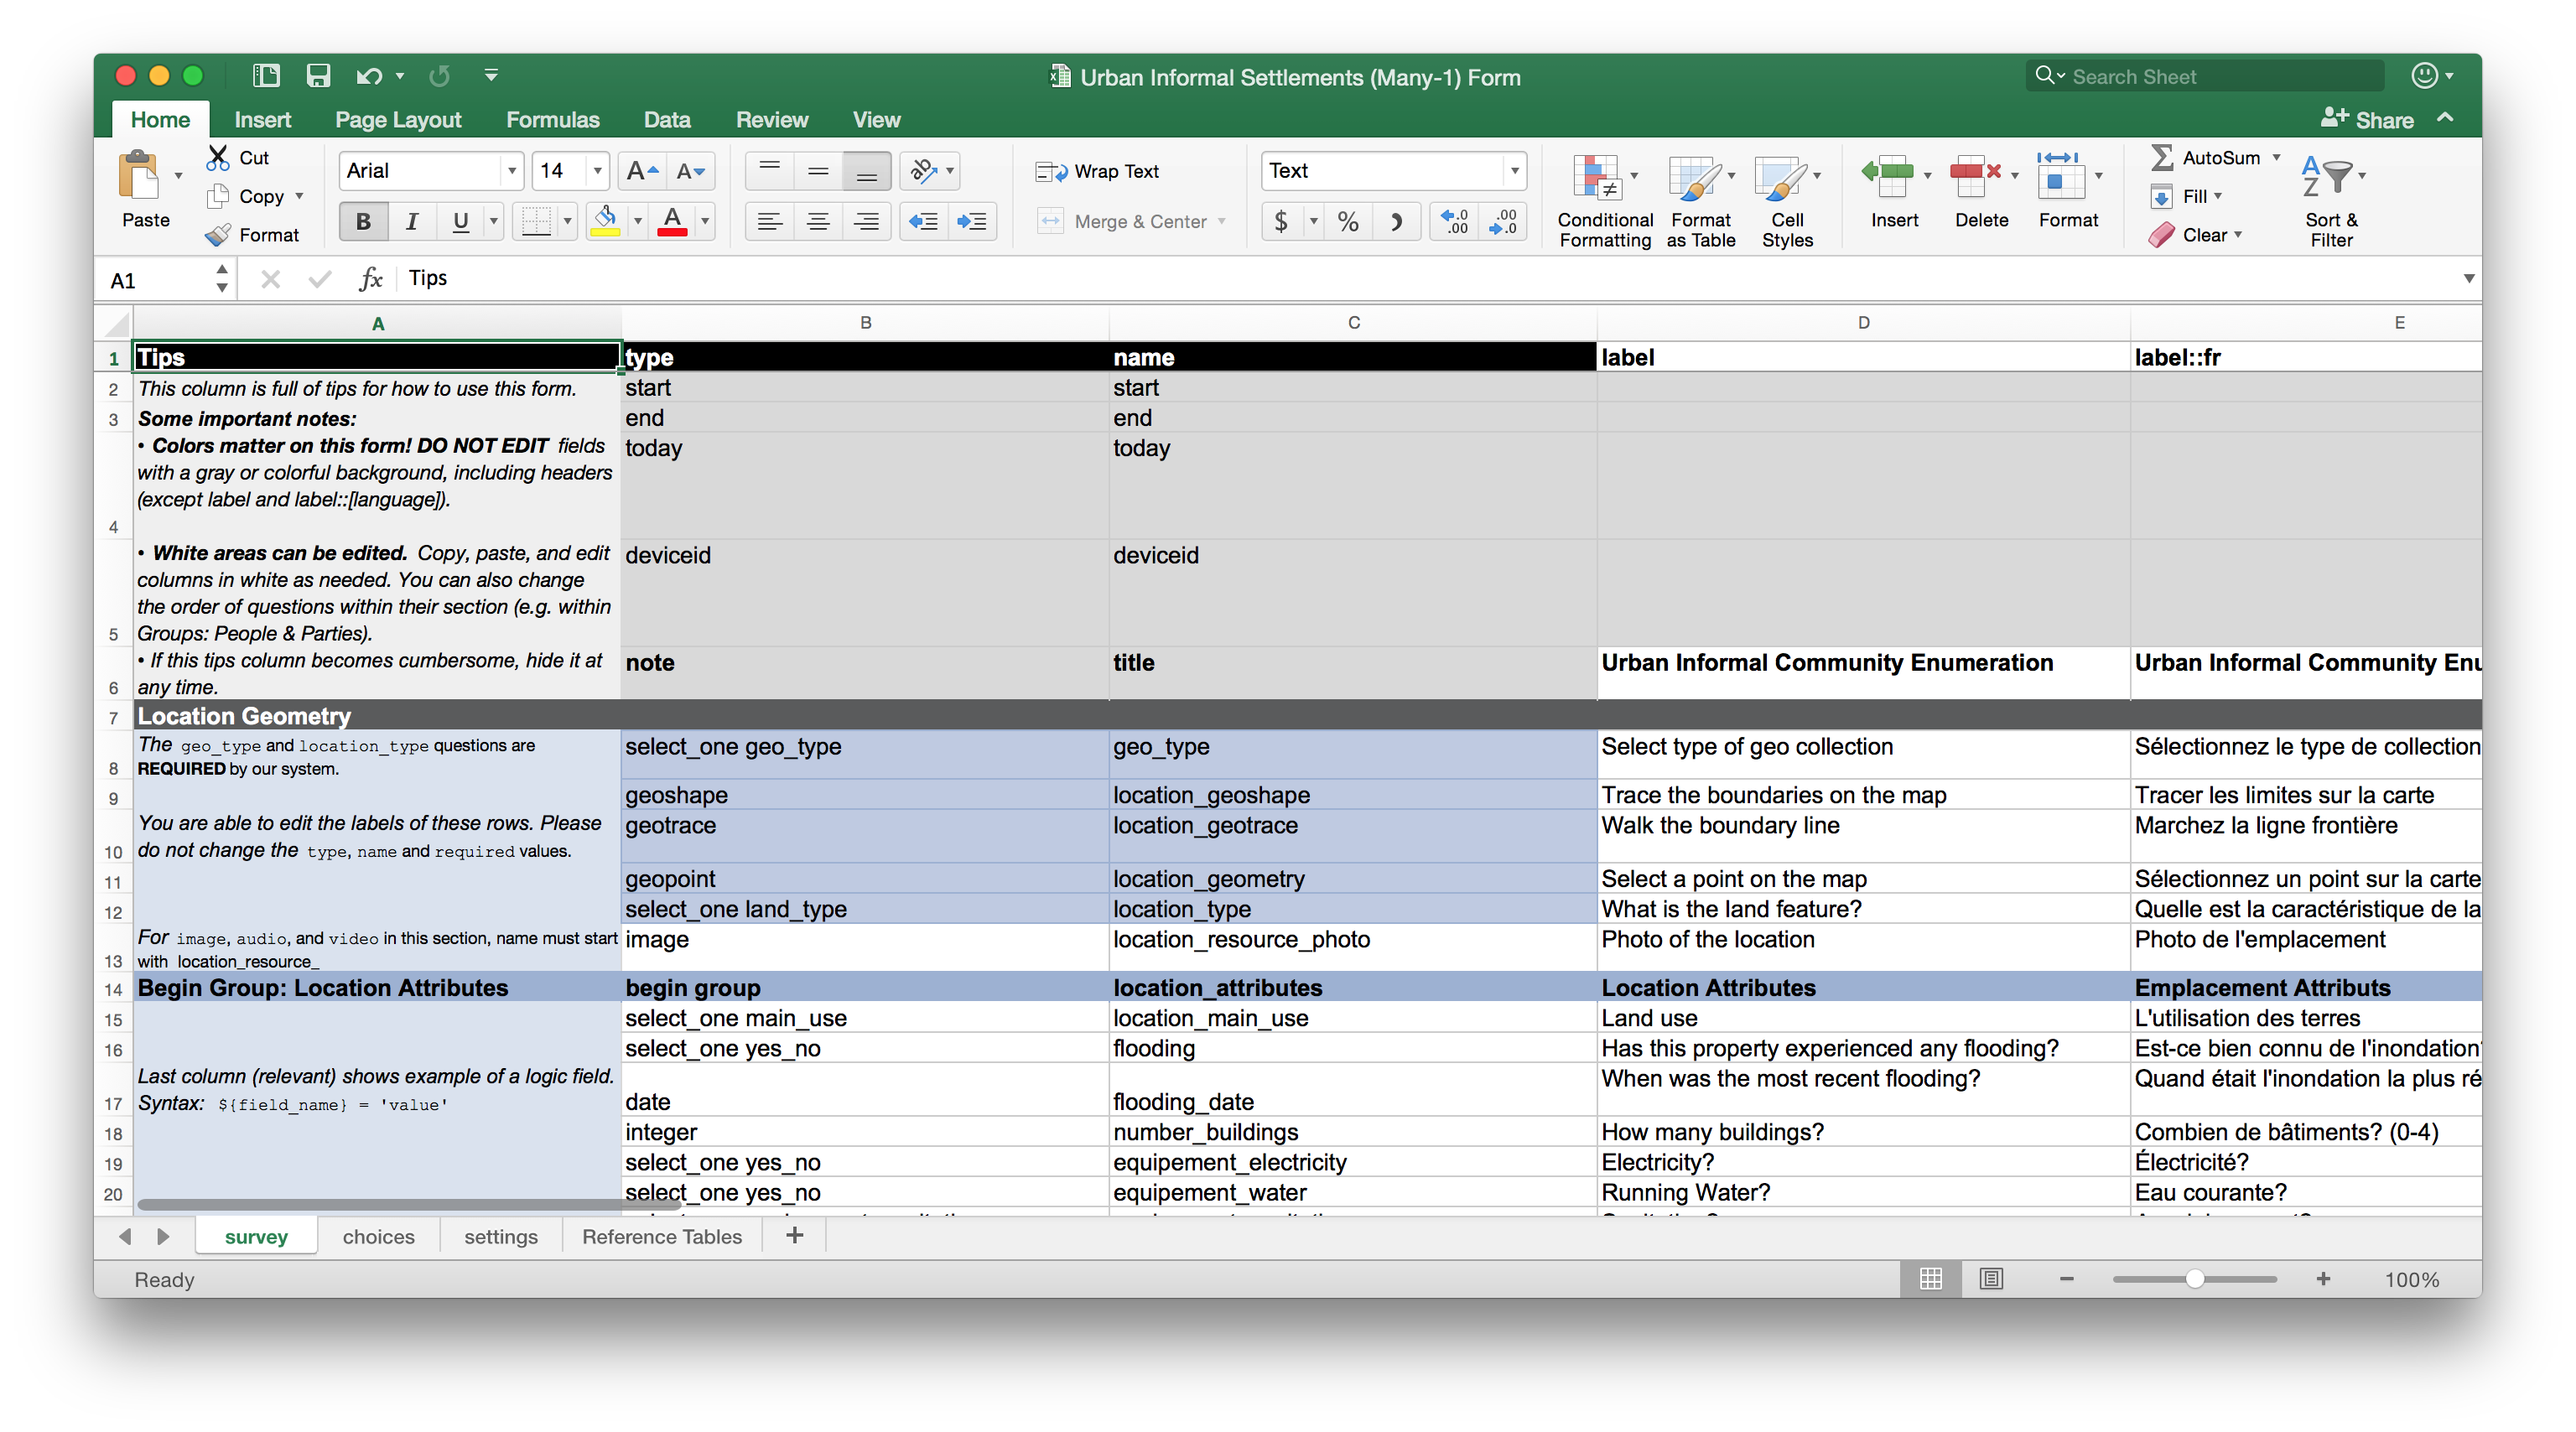 Urban Informal Settlements (Many-1) Form
Search Sheet
Home Insert Page Layout Formulas Data Review View
Share
Paste
Cut
Copy
Format
Arial 14
B I U
Wrap Text
Merge & Center
Text
$ %
Conditional Formatting
Format as Table
Cell Styles
Insert
Delete
Format
AutoSum
Fill
Clear
Sort & Filter
A1 fx Tips
A B C D E
1 Tips type name label label::fr
2 This column is full of tips for how to use this form. start start
3 Some important notes: end end
• Colors matter on this form! DO NOT EDIT fields today today
with a gray or colorful background, including headers
(except label and label::[language]).
4
• White areas can be edited. Copy, paste, and edit deviceid deviceid
columns in white as needed. You can also change
the order of questions within their section (e.g. within
5 Groups: People & Parties).
• If this tips column becomes cumbersome, hide it at note title Urban Informal Community Enumeration Urban Informal Community Enu
6 any time.
7 Location Geometry
The geo_type and location_type questions are select_one geo_type geo_type Select type of geo collection Sélectionnez le type de collection
8 REQUIRED by our system.
9 geoshape location_geoshape Trace the boundaries on the map Tracer les limites sur la carte
You are able to edit the labels of these rows. Please geotrace location_geotrace Walk the boundary line Marchez la ligne frontière
10 do not change the type, name and required values.
11 geopoint location_geometry Select a point on the map Sélectionnez un point sur la carte
12 select_one land_type location_type What is the land feature? Quelle est la caractéristique de la
For image, audio, and video in this section, name must start image location_resource_photo Photo of the location Photo de l'emplacement
13 with location_resource_
14 Begin Group: Location Attributes begin group location_attributes Location Attributes Emplacement Attributs
15 select_one main_use location_main_use Land use L'utilisation des terres
16 select_one yes_no flooding Has this property experienced any flooding? Est-ce bien connu de l'inondation
Last column (relevant) shows example of a logic field. When was the most recent flooding? Quand était l'inondation la plus ré
17 Syntax: ${field_name} = 'value' date flooding_date
18 integer number_buildings How many buildings? Combien de bâtiments? (0-4)
19 select_one yes_no equipement_electricity Electricity? Électricité?
20 select_one yes_no equipement_water Running Water? Eau courante?
survey choices settings Reference Tables +
Ready 100%